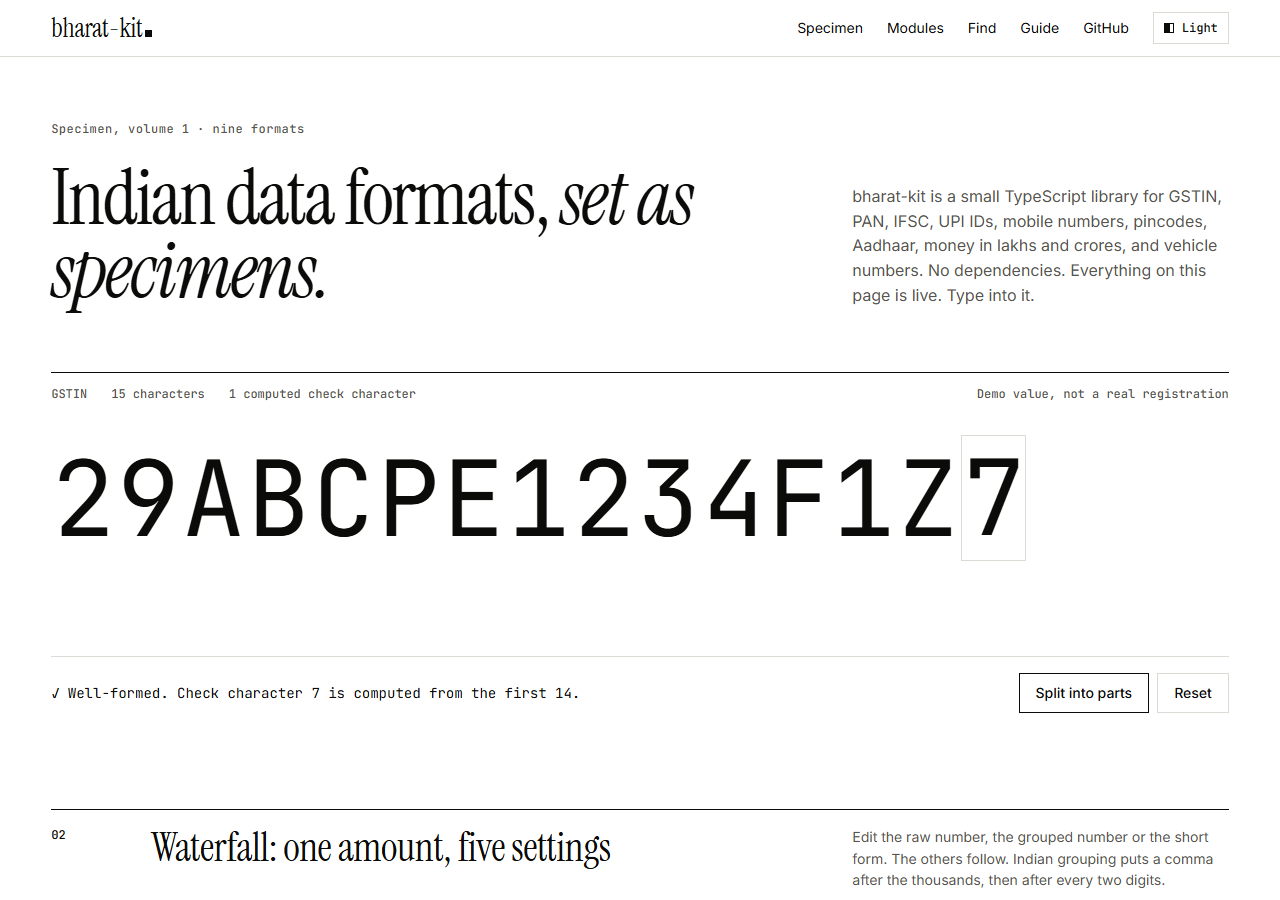 bharat-kit
Specimen Modules Find Guide GitHub Light
Specimen, volume 1 · nine formats
Indian data formats, set as
specimens.
bharat-kit is a small TypeScript library for GSTIN,
PAN, IFSC, UPI IDs, mobile numbers, pincodes,
Aadhaar, money in lakhs and crores, and vehicle
numbers. No dependencies. Everything on this
page is live. Type into it.
GSTIN 15 characters 1 computed check character
Demo value, not a real registration
29ABCPE1234F1Z7
✓ Well-formed. Check character 7 is computed from the first 14.
Split into parts Reset
02
Waterfall: one amount, five settings
Edit the raw number, the grouped number or the short
form. The others follow. Indian grouping puts a comma
after the thousands, then after every two digits.